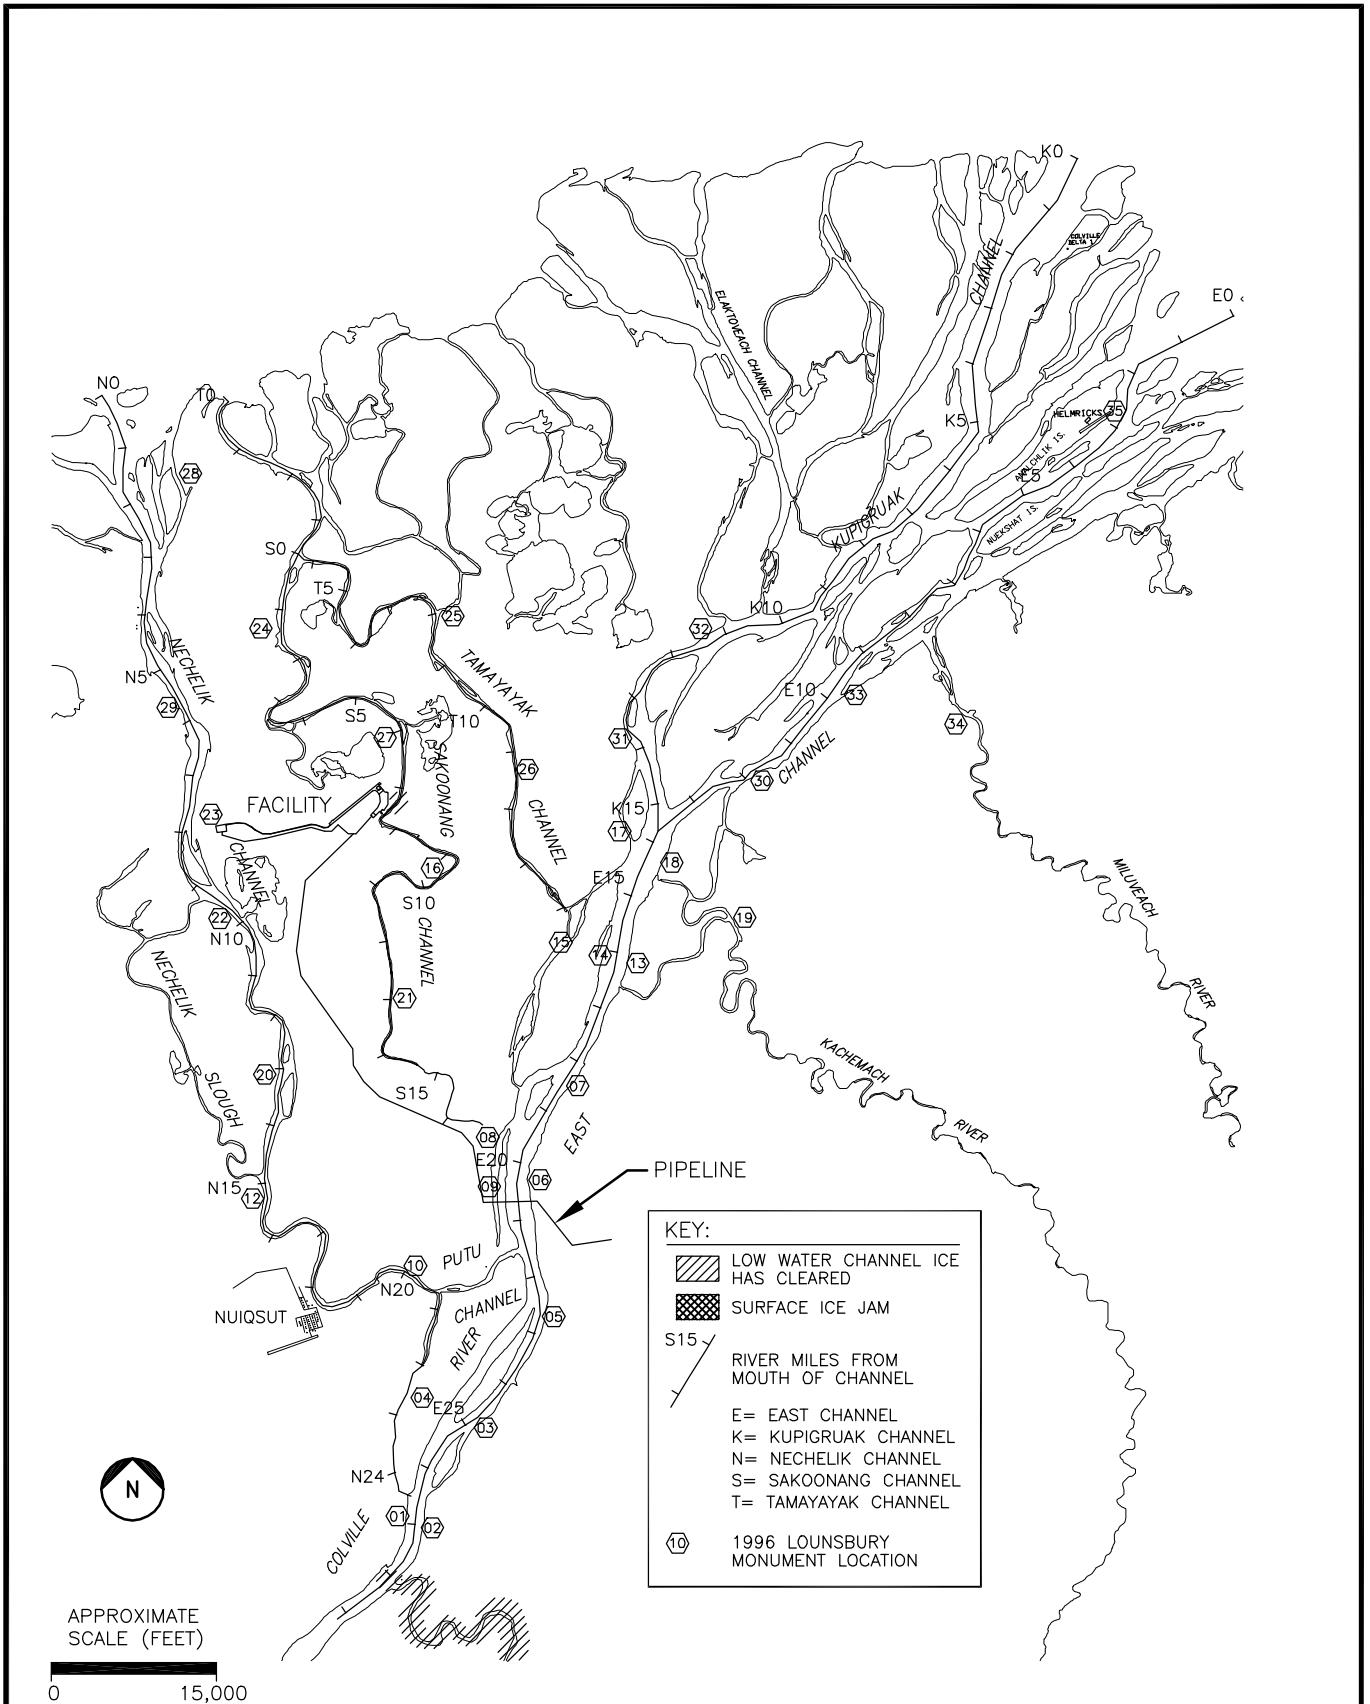 K0
COLVILLE
DELTA 1
CHANNEL
E0
ELAKTOVEACH CHANNEL
N0
T0
HELMRICKS
35
K5
ANACHLIK IS.
E5
28
KUPIGRUAK
NUEKSHAT IS.
S0
T5
25
K10
24
32
NECHELIK
TAMAYAYAK
N5
E10
33
29
S5
T10
34
27
31
SAKOONANG
CHANNEL
26
30
FACILITY
K15
23
CHANNEL
17
CHANNEL
16
18
E15
MILUVEACH
S10
22
19
N10
CHANNEL
15
14
13
NECHELIK
21
RIVER
KACHEMACH
20
SLOUGH
07
S15
EAST
08
RIVER
E20
PIPELINE
N15
09
06
12
PUTU
10
N20
CHANNEL
NUIQSUT
05
RIVER
04
E25
03
N24
01
02
COLVILLE
N
KEY:
LOW WATER CHANNEL ICE
HAS CLEARED
SURFACE ICE JAM
S15
RIVER MILES FROM
MOUTH OF CHANNEL
E= EAST CHANNEL
K= KUPIGRUAK CHANNEL
N= NECHELIK CHANNEL
S= SAKOONANG CHANNEL
T= TAMAYAYAK CHANNEL
10
1996 LOUNSBURY
MONUMENT LOCATION
APPROXIMATE
SCALE (FEET)
0
15,000